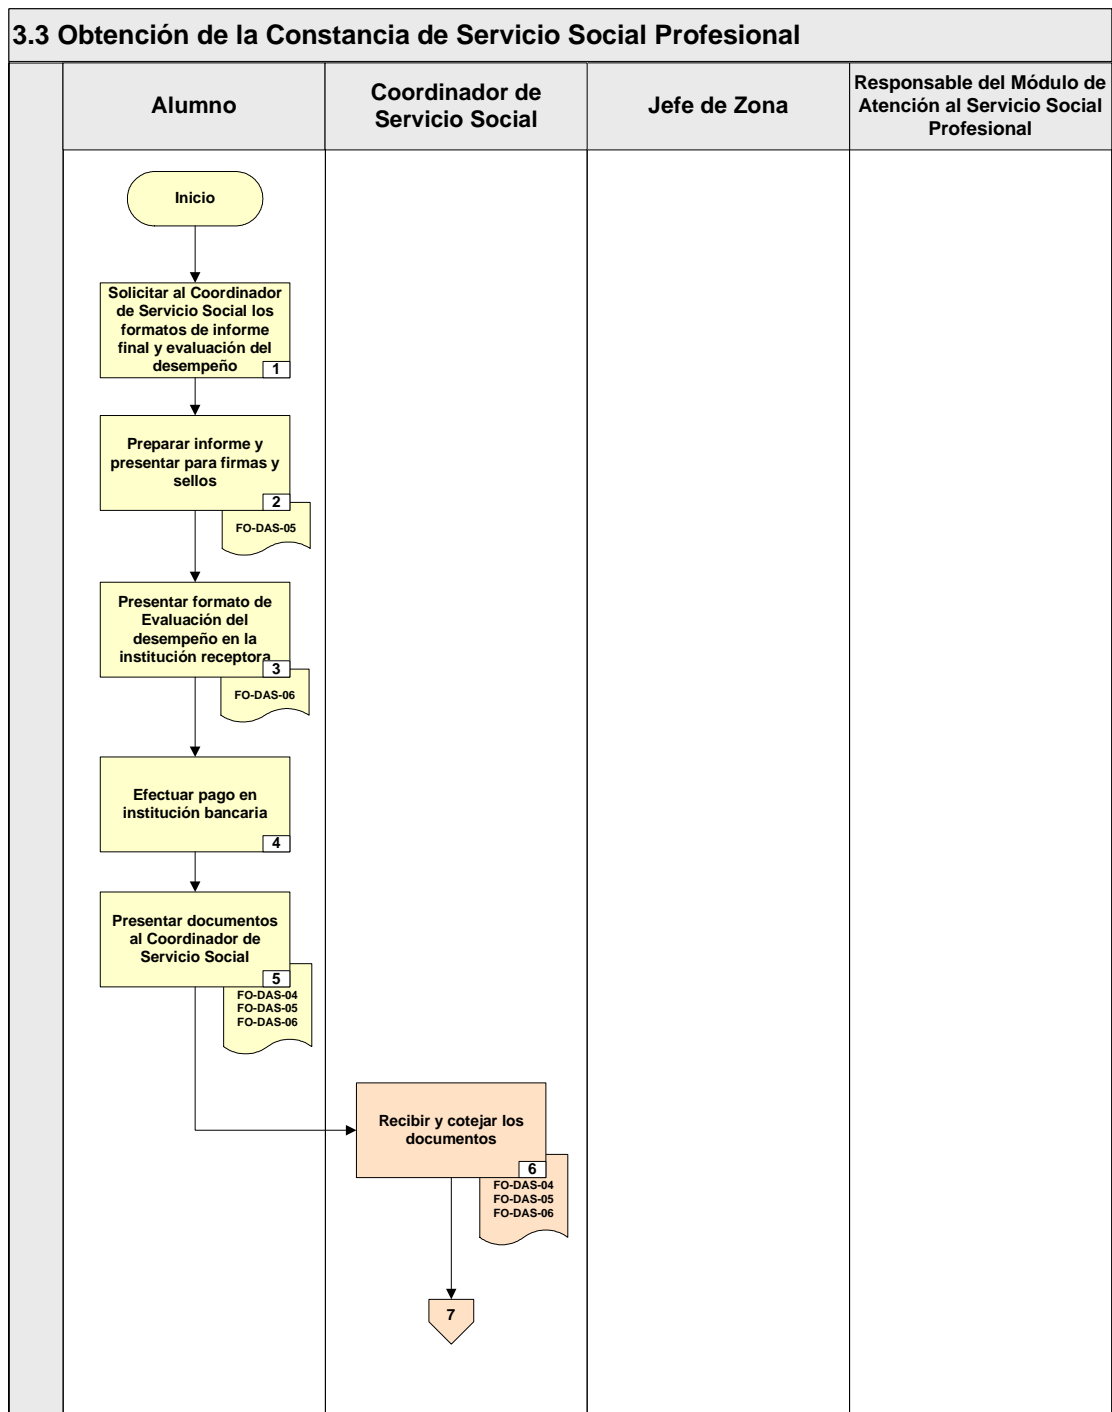 3.3 Obtención de la Constancia de Servicio Social Profesional
Alumno
Coordinador de
Servicio Social
Jefe de Zona
Responsable del Módulo de
Atención al Servicio Social
Profesional
Inicio
Solicitar al Coordinador
de Servicio Social los
formatos de informe
final y evaluación del
desempeño
1
Preparar informe y
presentar para firmas y
sellos
2
FO-DAS-05
Presentar formato de
Evaluación del
desempeño en la
institución receptora
3
FO-DAS-06
Efectuar pago en
institución bancaria
4
Presentar documentos
al Coordinador de
Servicio Social
5
FO-DAS-04
FO-DAS-05
FO-DAS-06
Recibir y cotejar los
documentos
6
FO-DAS-04
FO-DAS-05
FO-DAS-06
7